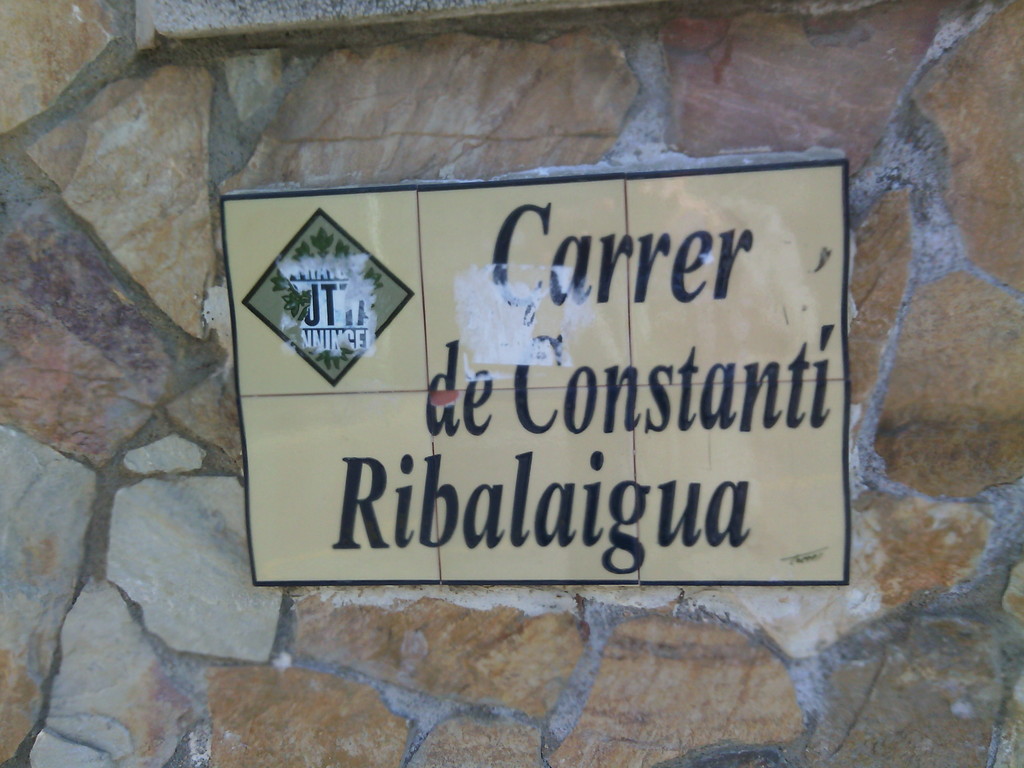 Carrer
de Constantí
Ribalaigua